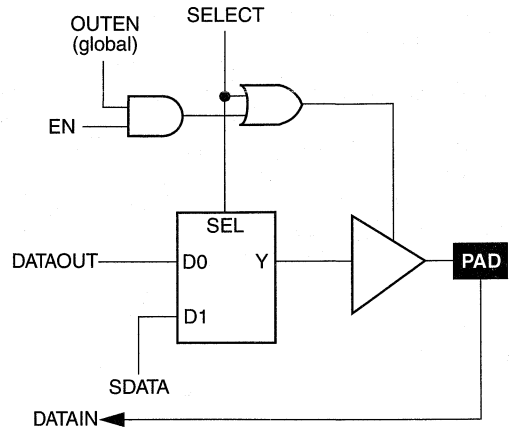 SELECT
OUTEN
(global)
EN
SEL
DATAOUT
D0
Y
PAD
D1
SDATA
DATAIN